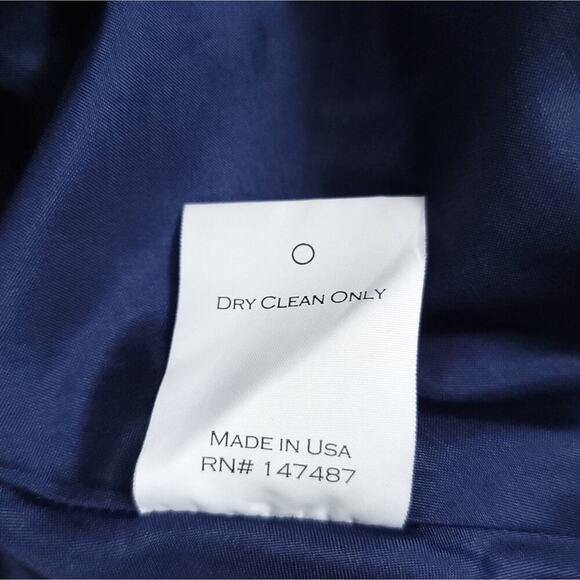 DRY CLEAN ONLY
MADE IN USA
RN# 147487